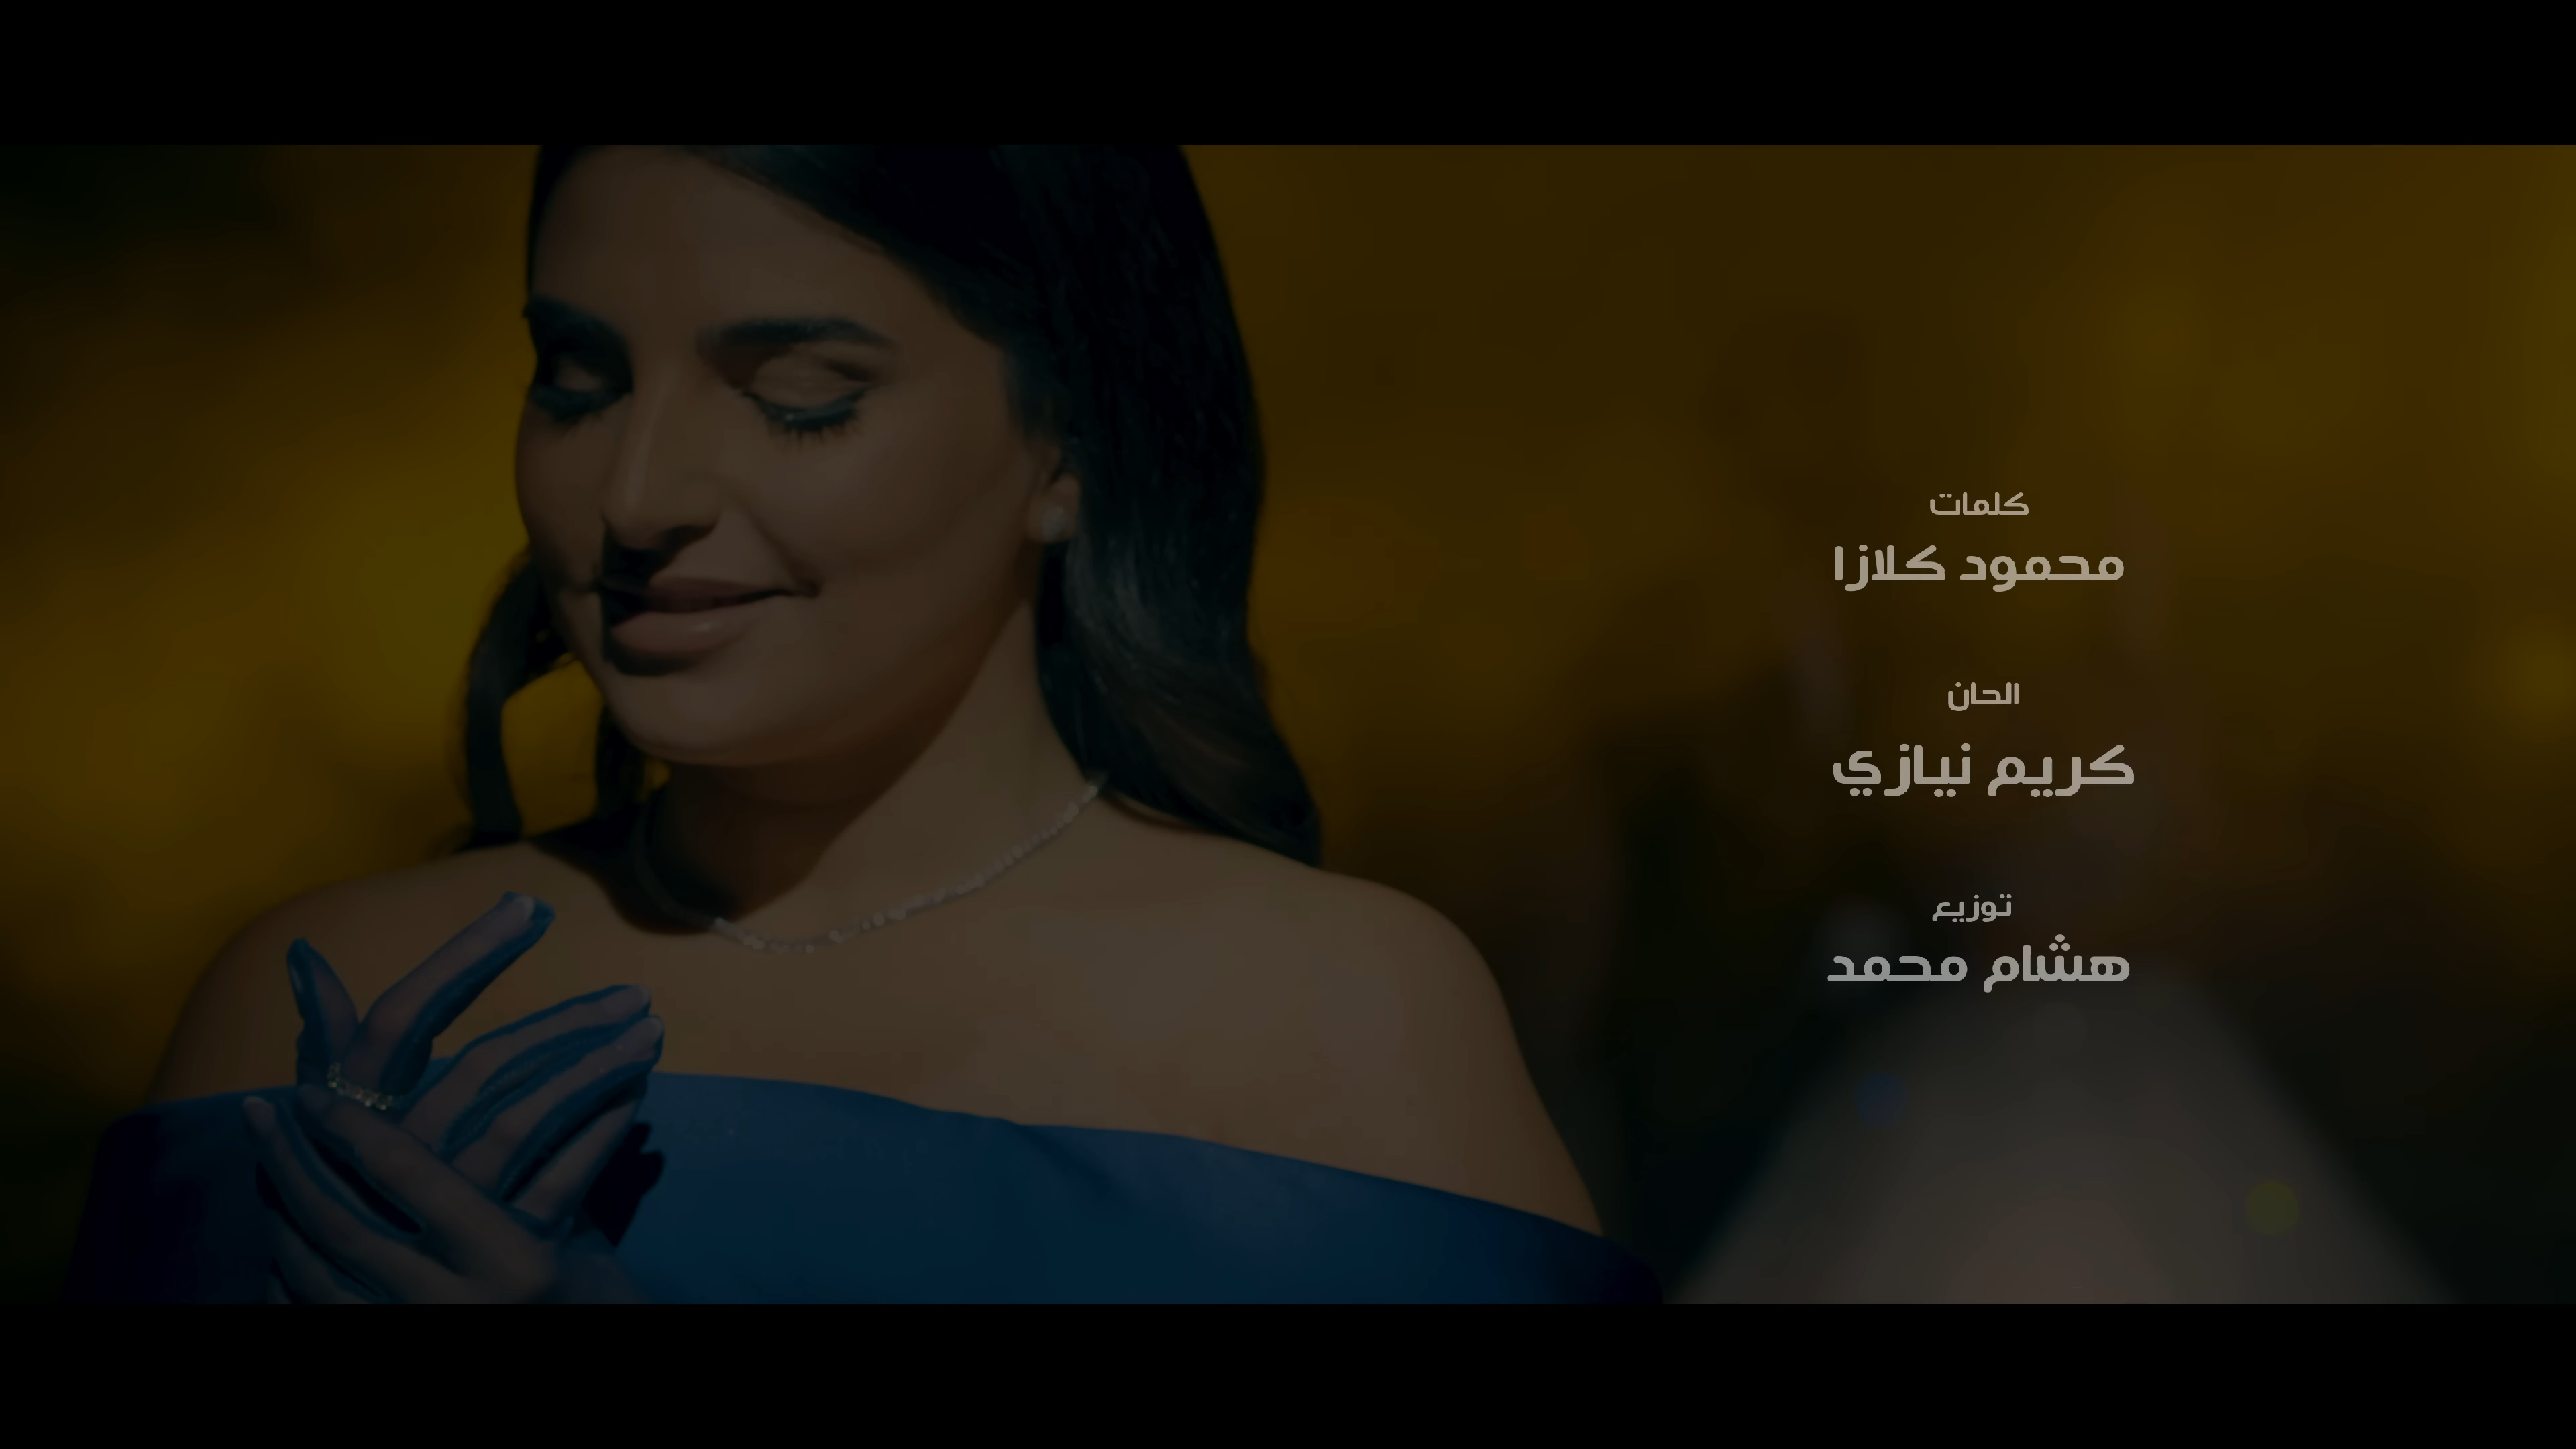 كلمات
محمود كلازا
الحان
كريم نيازي
توزيع
هشام محمد